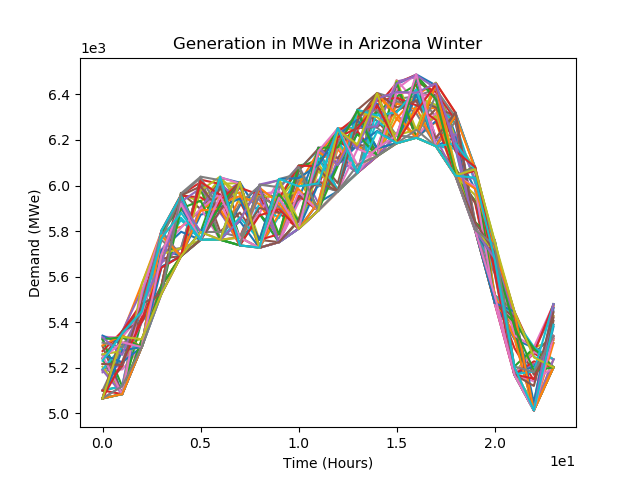 Generation in MWe in Arizona Winter
1e3
6.4
6.2
6.0
5.8
5.6
5.4
5.2
5.0
Demand (MWe)
0.0 0.5 1.0 1.5 2.0
Time (Hours)
1e1